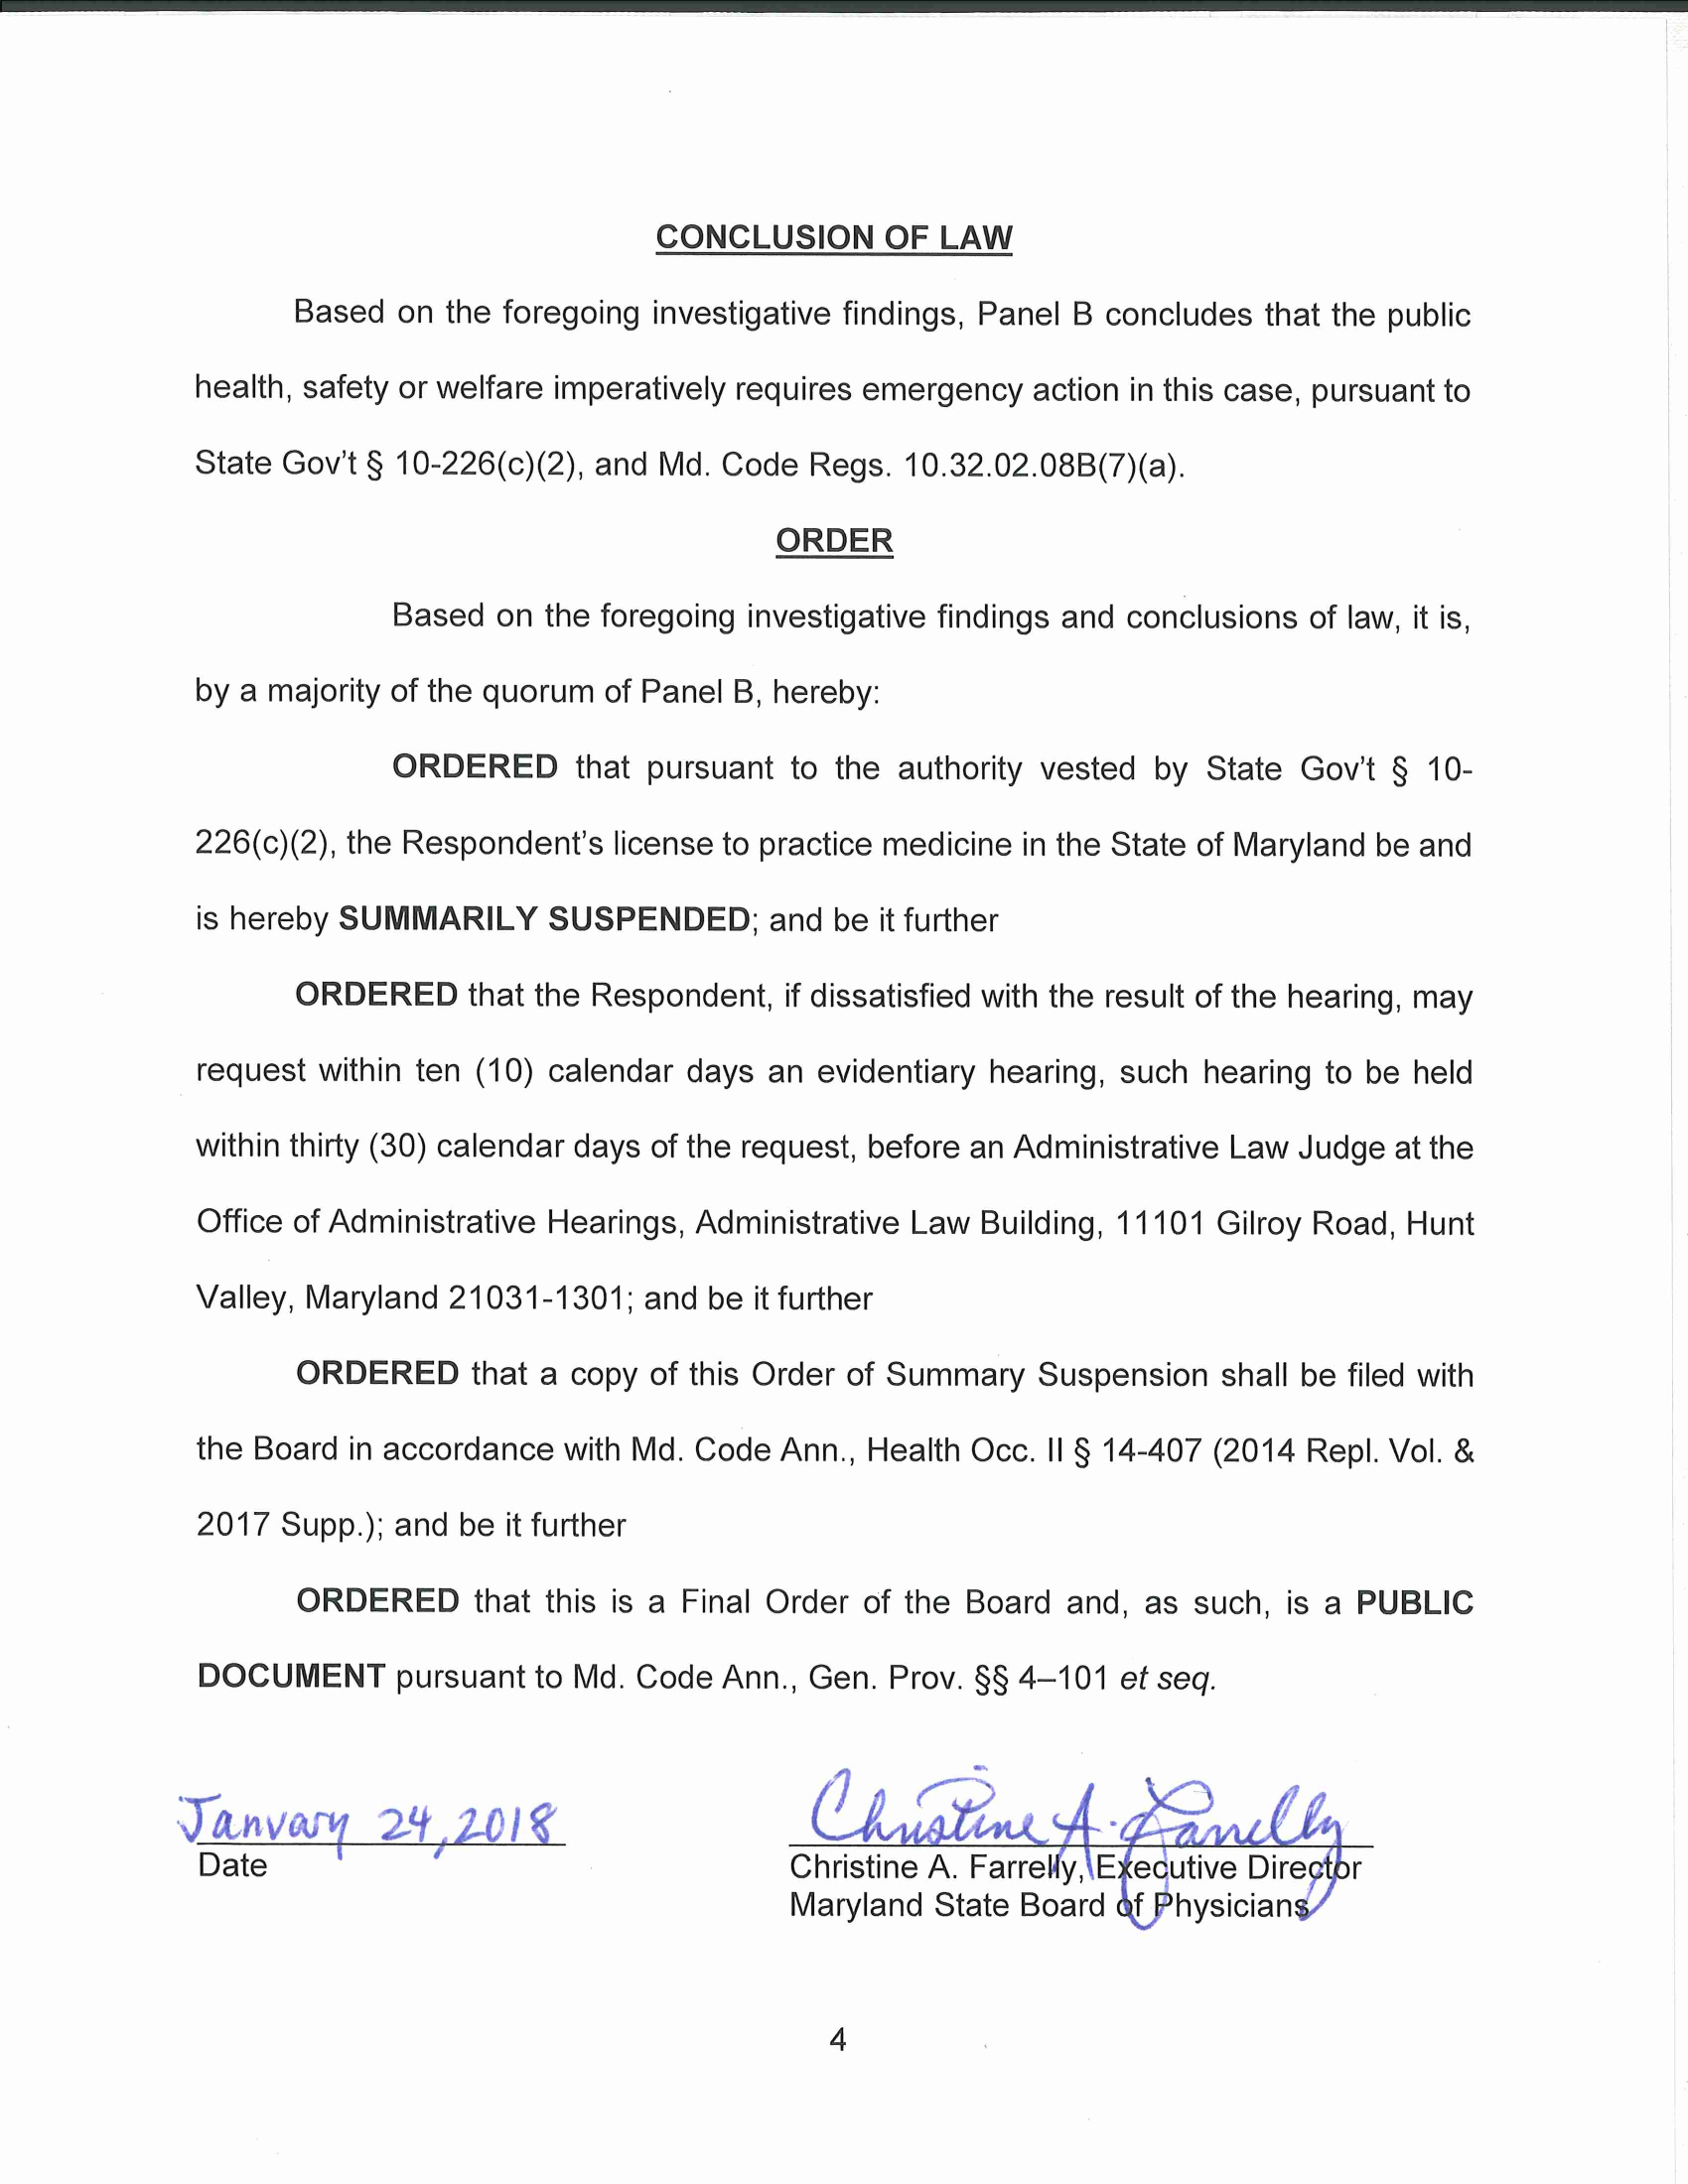 CONCLUSION OF LAW
Based on the foregoing investigative findings, Panel B concludes that the public
health, safety or welfare imperatively requires emergency action in this case, pursuant to
State Gov't § 10-226(c)(2), and Md. Code Regs. 10.32.02.08B(7)(a).
ORDER
Based on the foregoing investigative findings and conclusions of law, it is,
by a majority of the quorum of Panel B, hereby:
ORDERED that pursuant to the authority vested by State Gov't § 10-
226(c)(2), the Respondent's license to practice medicine in the State of Maryland be and
is hereby SUMMARILY SUSPENDED; and be it further
ORDERED that the Respondent, if dissatisfied with the result of the hearing, may
request within ten (10) calendar days an evidentiary hearing, such hearing to be held
within thirty (30) calendar days of the request, before an Administrative Law Judge at the
Office of Administrative Hearings, Administrative Law Building, 11101 Gilroy Road, Hunt
Valley, Maryland 21031-1301; and be it further
ORDERED that a copy of this Order of Summary Suspension shall be filed with
the Board in accordance with Md. Code Ann., Health Occ. II § 14-407 (2014 Repl. Vol. &
2017 Supp.); and be it further
ORDERED that this is a Final Order of the Board and, as such, is a PUBLIC
DOCUMENT pursuant to Md. Code Ann., Gen. Prov. §§ 4–101 et seq.
January 24, 2018
Date
Christine A. Farrelly
Christine A. Farrelly, Executive Director
Maryland State Board of Physicians
4